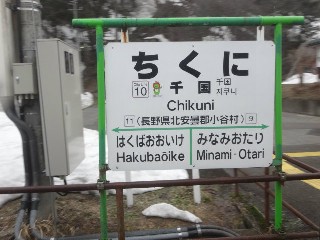 ちくに
10
千国
千国
지쿠니
Chikuni
11 (長野県北安曇郡小谷村) 9
はくばおおいけ みなみおたり
Hakubaōike Minami-Otari